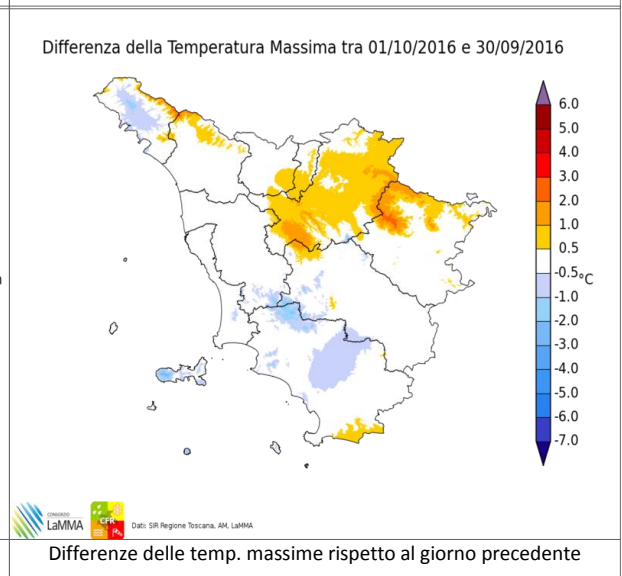 Differenza della Temperatura Massima tra 01/10/2016 e 30/09/2016
6.0
5.0
4.0
3.0
2.0
1.0
0.5
-0.5
°C
-1.0
-2.0
-3.0
-4.0
-5.0
-6.0
-7.0
CONSORZIO
LaMMA
CFR
Dati: SIR Regione Toscana, AM, LaMMA
Differenze delle temp. massime rispetto al giorno precedente